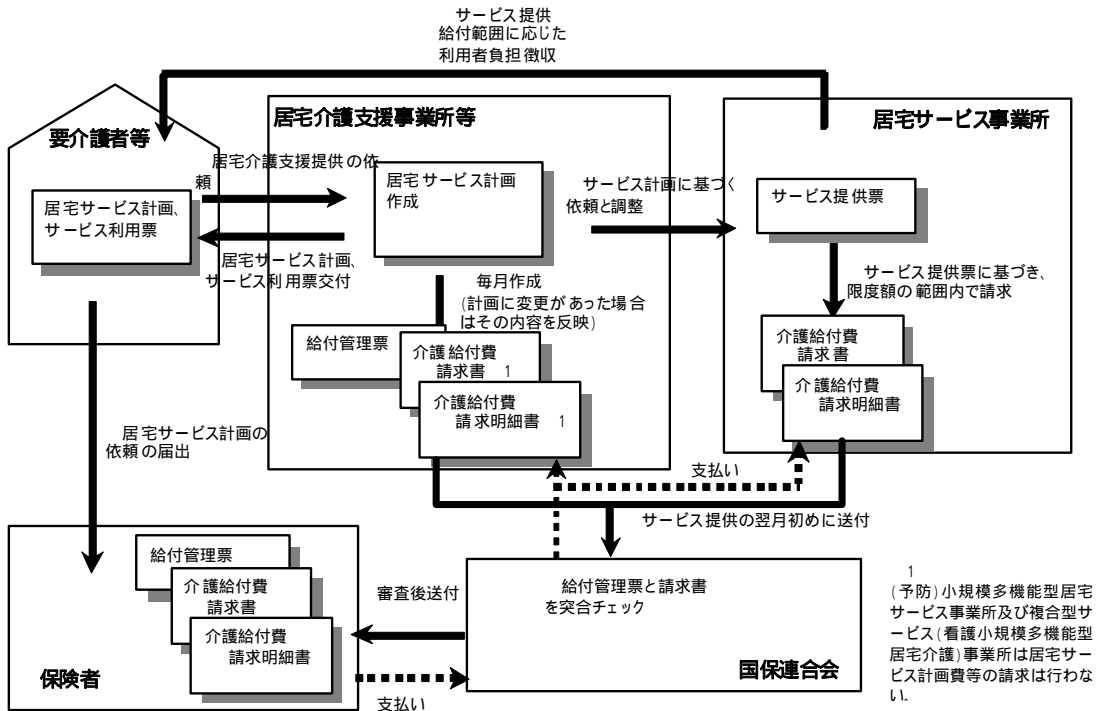 サービス提供
給付範囲に応じた
利用者負担徴収
要介護者等
居宅介護支援事業所等
居宅サービス事業所
居宅介護支援提供の依
頼
居宅サービス計画、
サービス利用票
居宅サービス計画
作成
サービス計画に基づく
依頼と調整
サービス提供票
居宅サービス計画、
サービス利用票交付
毎月作成
(計画に変更があった場合
はその内容を反映)
サービス提供票に基づき、
限度額の範囲内で請求
給付管理票
介護給付費
請求書 1
介護給付費
請求明細書 1
介護給付費
請求書
介護給付費
請求明細書
居宅サービス計画の
依頼の届出
支払い
サービス提供の翌月初めに送付
給付管理票
介護給付費
請求書
介護給付費
請求明細書
保険者
審査後送付
支払い
給付管理票と請求書
を突合チェック
国保連合会
1
(予防)小規模多機能型居宅
サービス事業所及び複合型サ
ービス(看護小規模多機能型
居宅介護)事業所は居宅サー
ビス計画費等の請求は行わな
い。